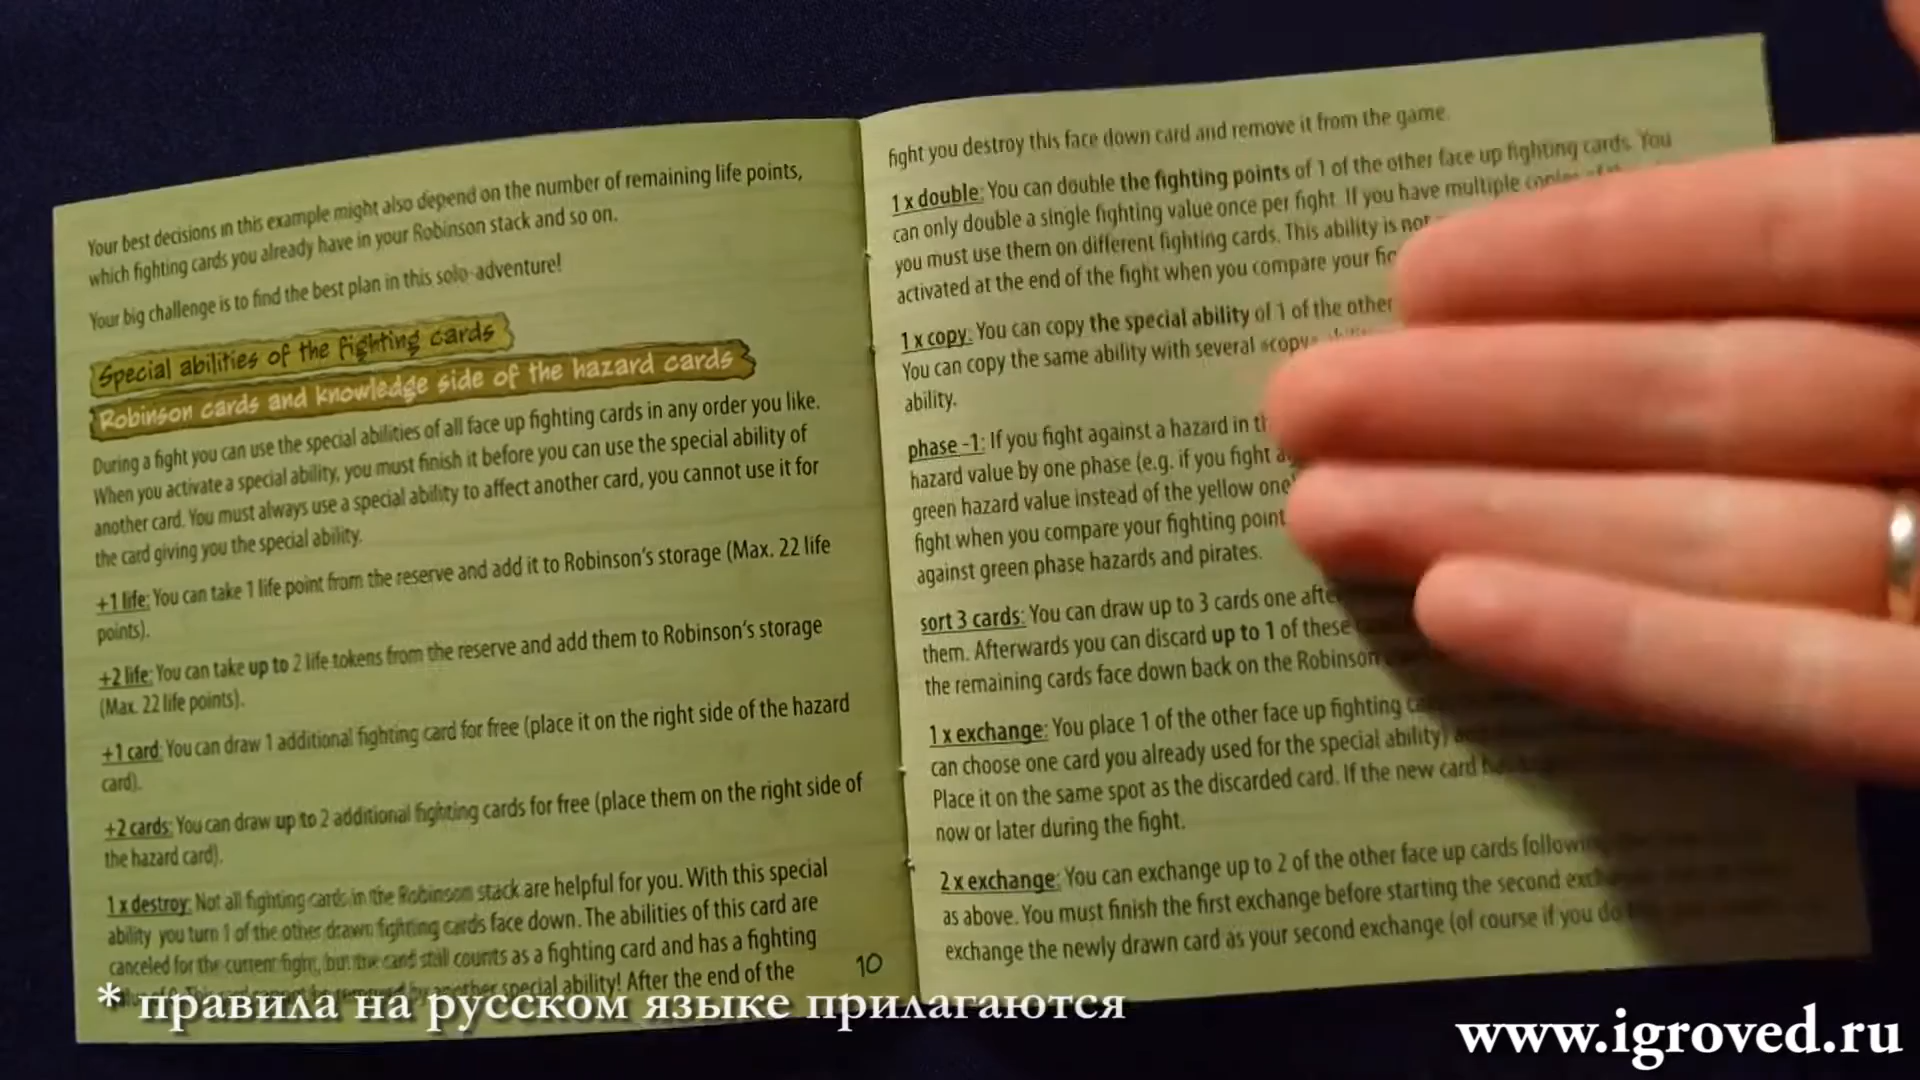 Your best decisions in this example might also depend on the number of remaining life points,
which fighting cards you already have in your Robinson stack and so on.
Your big challenge is to find the best plan in this solo-adventure!
Special abilities of the fighting cards
Robinson cards and knowledge side of the hazard cards
During a fight you can use the special abilities of all face up fighting cards in any order you like.
When you activate a special ability, you must finish it before you can use the special ability of
another card. You must always use a special ability to affect another card, you cannot use it for
the card giving you the special ability.
+1 life: You can take 1 life point from the reserve and add it to Robinson's storage (Max. 22 life
points).
+2 life: You can take up to 2 life tokens from the reserve and add them to Robinson's storage
(Max. 22 life points).
+1 card: You can draw 1 additional fighting card for free (place it on the right side of the hazard
card).
+2 cards: You can draw up to 2 additional fighting cards for free (place them on the right side of
the hazard card).
1 x destroy: Not all fighting cards in the Robinson stack are helpful for you. With this special
ability you turn 1 of the other drawn fighting cards face down. The abilities of this card are
canceled for the current fight, but the card still counts as a fighting card and has a fighting
another special ability! After the end of the
10
fight you destroy this face down card and remove it from the game.
1 x double: You can double the fighting points of 1 of the other face up fighting cards. You
can only double a single fighting value once per fight. If you have multiple copies
you must use them on different fighting cards. This ability is not
activated at the end of the fight when you compare your
1 x copy: You can copy the special ability of 1 of the other
You can copy the same ability with several »copy«
ability.
phase -1: If you fight against a hazard in
hazard value by one phase (e.g. if you fight
green hazard value instead of the yellow one
fight when you compare your fighting
against green phase hazards and pirates.
sort 3 cards: You can draw up to 3 cards one
them. Afterwards you can discard up to 1 of these
the remaining cards face down back on the Robinson
1 x exchange: You place 1 of the other face up fighting
can choose one card you already used for the special ability)
Place it on the same spot as the discarded card. If the new card
now or later during the fight.
2 x exchange: You can exchange up to 2 of the other face up cards
as above. You must finish the first exchange before starting the second
exchange the newly drawn card as your second exchange (of course if you do
* правила на русском языке прилагаются
www.igroved.ru